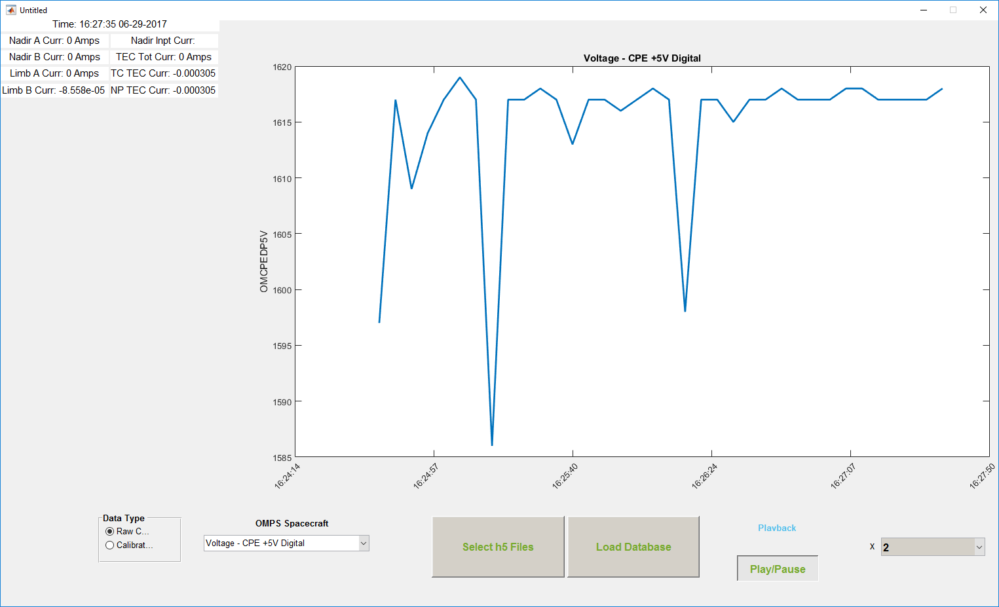 Untitled
Time: 16:27:35 06-29-2017
Nadir A Curr: 0 Amps
Nadir Inpt Curr:
Nadir B Curr: 0 Amps
TEC Tot Curr: 0 Amps
Limb A Curr: 0 Amps
TC TEC Curr: -0.000305
Limb B Curr: -8.558e-05
NP TEC Curr: -0.000305
Voltage - CPE +5V Digital
1620
1615
1610
1605
1600
1595
1590
1585
OMCPEDP5V
16:24:14
16:24:57
16:25:40
16:26:24
16:27:07
16:27:50
Data Type
Raw C...
Calibrat...
OMPS Spacecraft
Voltage - CPE +5V Digital
Select h5 Files
Load Database
Playback
Play/Pause
X
2